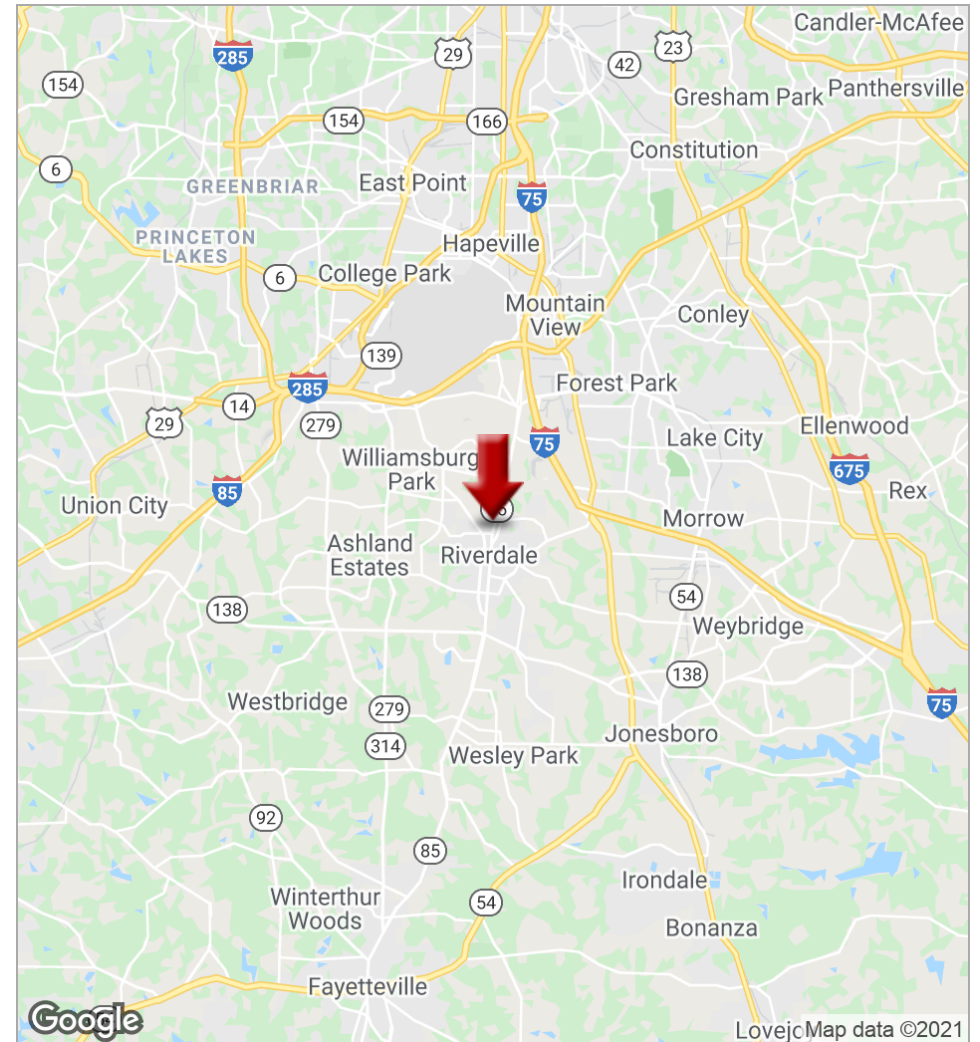 Candler-McAfee
285
29
23
42
154
Gresham Park
Panthersville
154
166
Constitution
6
GREENBRIAR
East Point
75
PRINCETON
LAKES
Hapeville
6
College Park
Mountain
View
Conley
139
285
Forest Park
14
29
279
Lake City
Ellenwood
75
Williamsburg
Park
675
85
Rex
Union City
Morrow
Ashland
Estates
Riverdale
54
138
Weybridge
138
Westbridge
279
75
Jonesboro
314
Wesley Park
92
85
Irondale
Winterthur
Woods
54
Bonanza
Fayetteville
Google
Map data ©2021